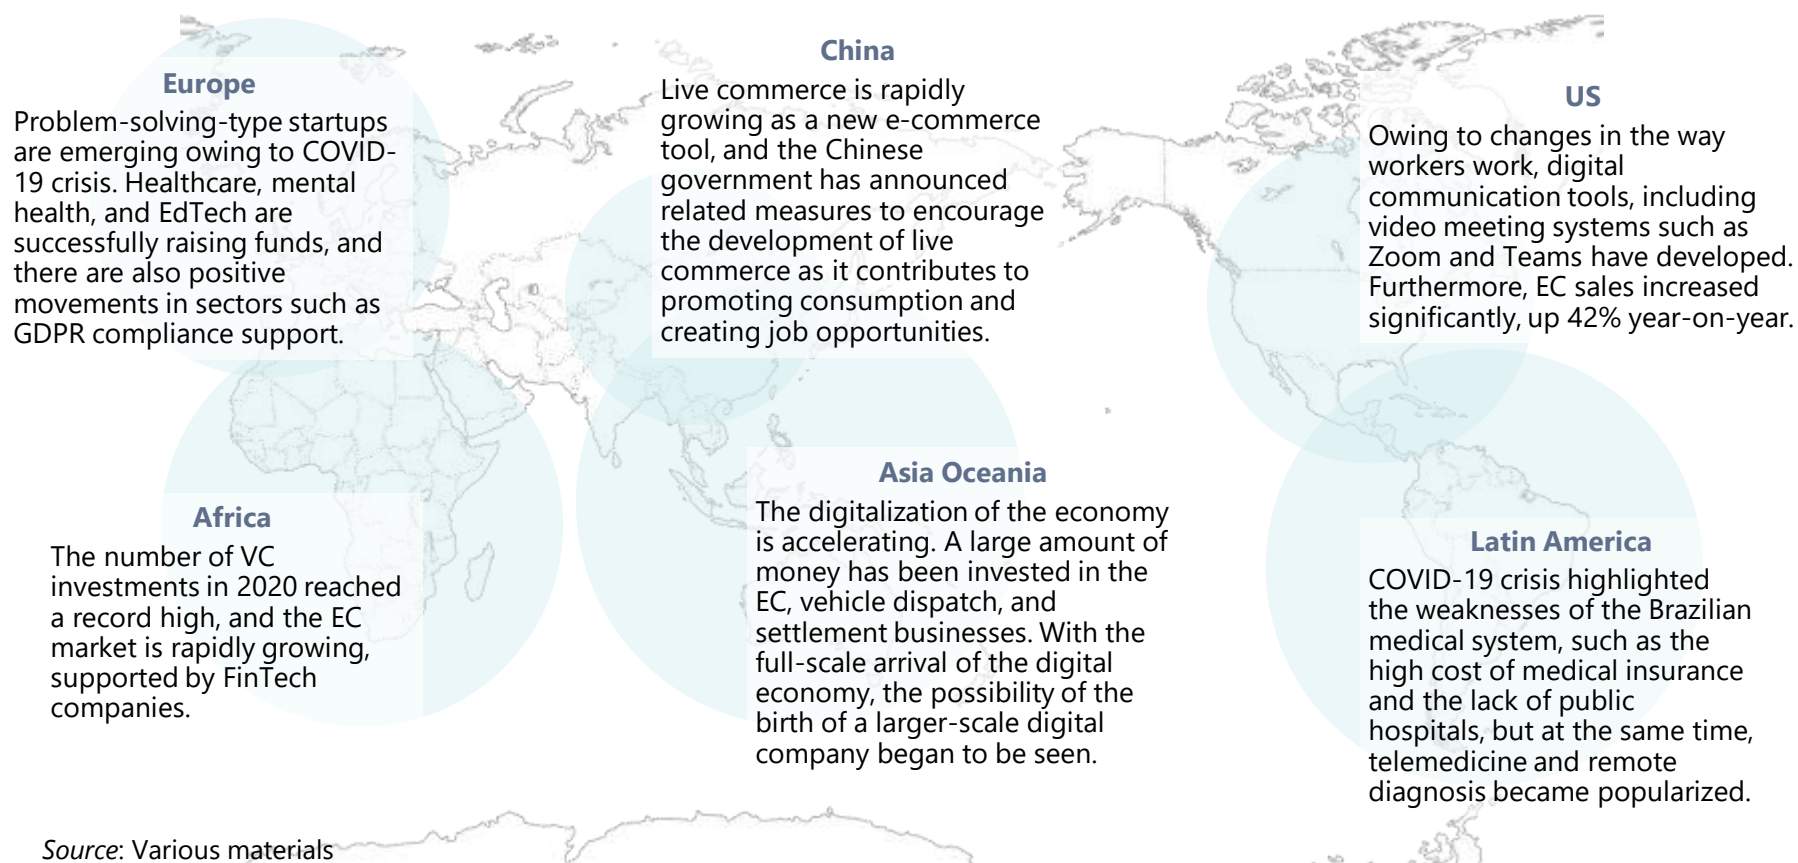 Europe
Problem-solving-type startups
are emerging owing to COVID-
19 crisis. Healthcare, mental
health, and EdTech are
successfully raising funds, and
there are also positive
movements in sectors such as
GDPR compliance support.
China
Live commerce is rapidly
growing as a new e-commerce
tool, and the Chinese
government has announced
related measures to encourage
the development of live
commerce as it contributes to
promoting consumption and
creating job opportunities.
US
Owing to changes in the way
workers work, digital
communication tools, including
video meeting systems such as
Zoom and Teams have developed.
Furthermore, EC sales increased
significantly, up 42% year-on-year.
Africa
The number of VC
investments in 2020 reached
a record high, and the EC
market is rapidly growing,
supported by FinTech
companies.
Asia Oceania
The digitalization of the economy
is accelerating. A large amount of
money has been invested in the
EC, vehicle dispatch, and
settlement businesses. With the
full-scale arrival of the digital
economy, the possibility of the
birth of a larger-scale digital
company began to be seen.
Latin America
COVID-19 crisis highlighted
the weaknesses of the Brazilian
medical system, such as the
high cost of medical insurance
and the lack of public
hospitals, but at the same time,
telemedicine and remote
diagnosis became popularized.
Source: Various materials